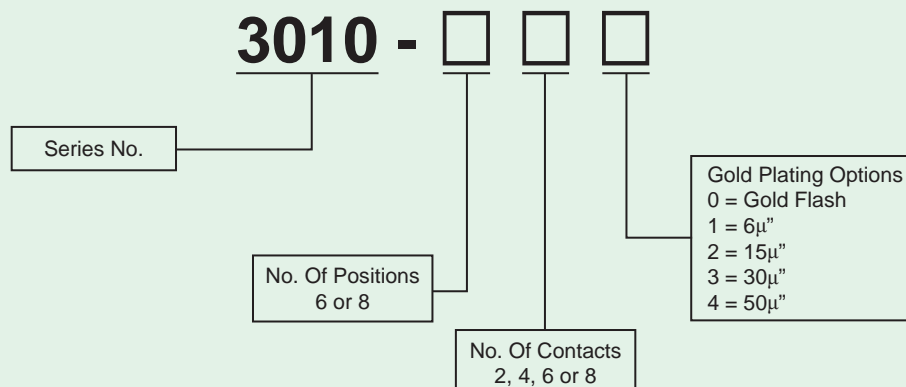 3010 - □ □ □
Series No.
No. Of Positions
6 or 8
No. Of Contacts
2, 4, 6 or 8
Gold Plating Options
0 = Gold Flash
1 = 6μ”
2 = 15μ”
3 = 30μ”
4 = 50μ”